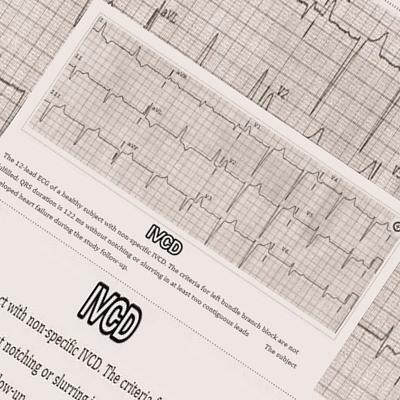 aVL
V2
I
aVR
V1
V4
II
aVL
V2
V5
III
aVF
V3
V6
IVCD
The 12-lead ECG of a healthy subject with non specific IVCD. The criteria for left bundle branch block are not
fulfilled; QRS duration is 122 ms without notching or slurring in at least two contiguous leads The subject
developed heart failure during the study follow-up.
IVCD
ct with non-specific IVCD. The criteria
t notching or slurring i
low-up